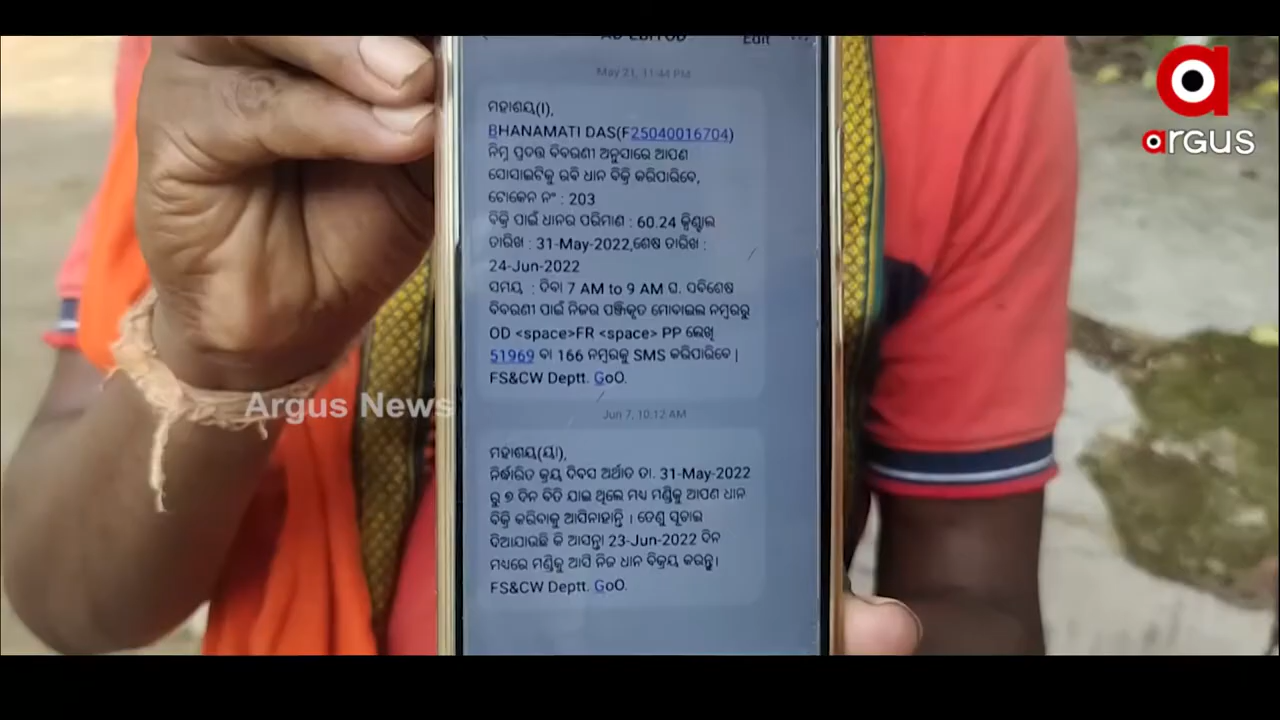 Edit
May 21, 11:44 PM
ମହାଶୟ(ୟା),
BHANAMATI DAS(F25040016704)
ନିମ୍ନ ପ୍ରଦତ୍ତ ବିବରଣୀ ଅନୁସାରେ ଆପଣ
ସୋସାଇଟିକୁ ରବି ଧାନ ବିକ୍ରି କରିପାରିବେ,
ଟୋକେନ ନଂ : 203
ବିକ୍ରି ପାଇଁ ଧାନର ପରିମାଣ : 60.24 କ୍ୱିଣ୍ଟାଲ
ତାରିଖ : 31-May-2022,ଶେଷ ତାରିଖ :
24-Jun-2022
ସମୟ : ଦିବା 7 AM to 9 AM ଘ. ସବିଶେଷ
ବିବରଣୀ ପାଇଁ ନିଜର ପଞ୍ଜିକୃତ ମୋବାଇଲ ନମ୍ବରରୁ
OD <space>FR <space> PP ଲେଖି
51969 ବା 166 ନମ୍ବରକୁ SMS କରିପାରିବେ |
FS&CW Deptt. GoO.
Jun 7, 10:12 AM
ମହାଶୟ(ୟା),
ନିର୍ଦ୍ଧାରିତ କ୍ରୟ ଦିବସ ଅର୍ଥାତ ତା. 31-May-2022
ରୁ ୭ ଦିନ ବିତି ଯାଇ ଥିଲେ ମଧ୍ୟ ମଣ୍ଡିକୁ ଆପଣ ଧାନ
ବିକ୍ରି କରିବାକୁ ଆସିନାହାନ୍ତି । ତେଣୁ ସୂଚାଇ
ଦିଆଯାଉଛି କି ଆସନ୍ତା 23-Jun-2022 ଦିନ
ମଧ୍ୟରେ ମଣ୍ଡିକୁ ଆସି ନିଜ ଧାନ ବିକ୍ରୟ କରନ୍ତୁ।
FS&CW Deptt. GoO.
argus
Argus News